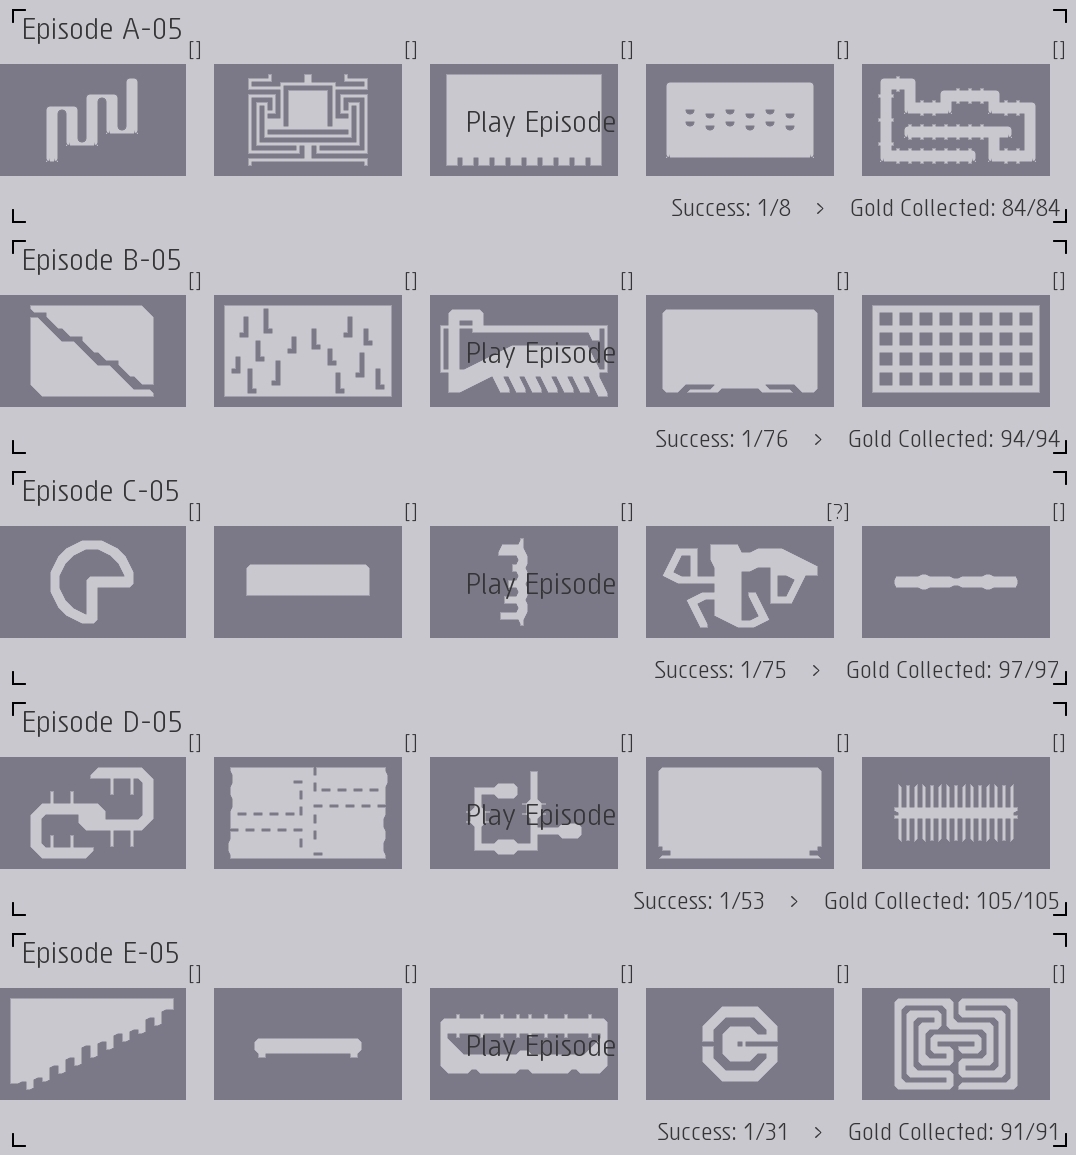 Episode A-05
[] [] [] [] []
Play Episode
Success: 1/8 > Gold Collected: 84/84
Episode B-05
[] [] [] [] []
Play Episode
Success: 1/76 > Gold Collected: 94/94
Episode C-05
[] [] [] [?] []
Play Episode
Success: 1/75 > Gold Collected: 97/97
Episode D-05
[] [] [] [] []
Play Episode
Success: 1/53 > Gold Collected: 105/105
Episode E-05
[] [] [] [] []
Play Episode
Success: 1/31 > Gold Collected: 91/91